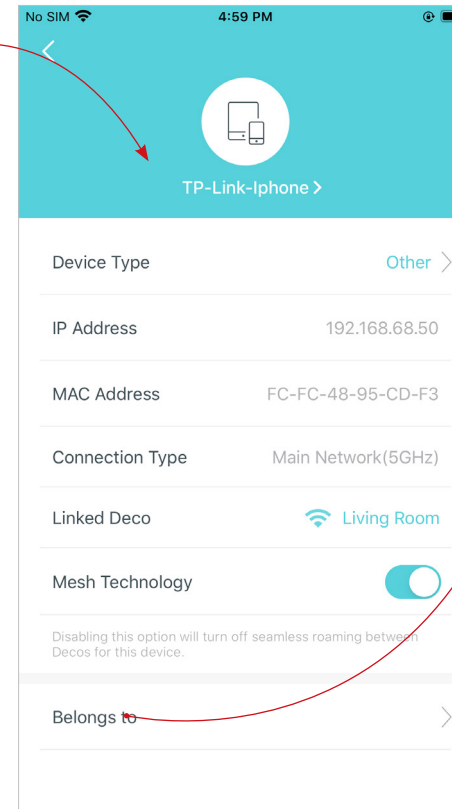 No SIM 4:59 PM
TP-Link-Iphone >
Device Type Other >
IP Address 192.168.68.50
MAC Address FC-FC-48-95-CD-F3
Connection Type Main Network(5GHz)
Linked Deco Living Room
Mesh Technology
Disabling this option will turn off seamless roaming between
Decos for this device.
Belongs to >